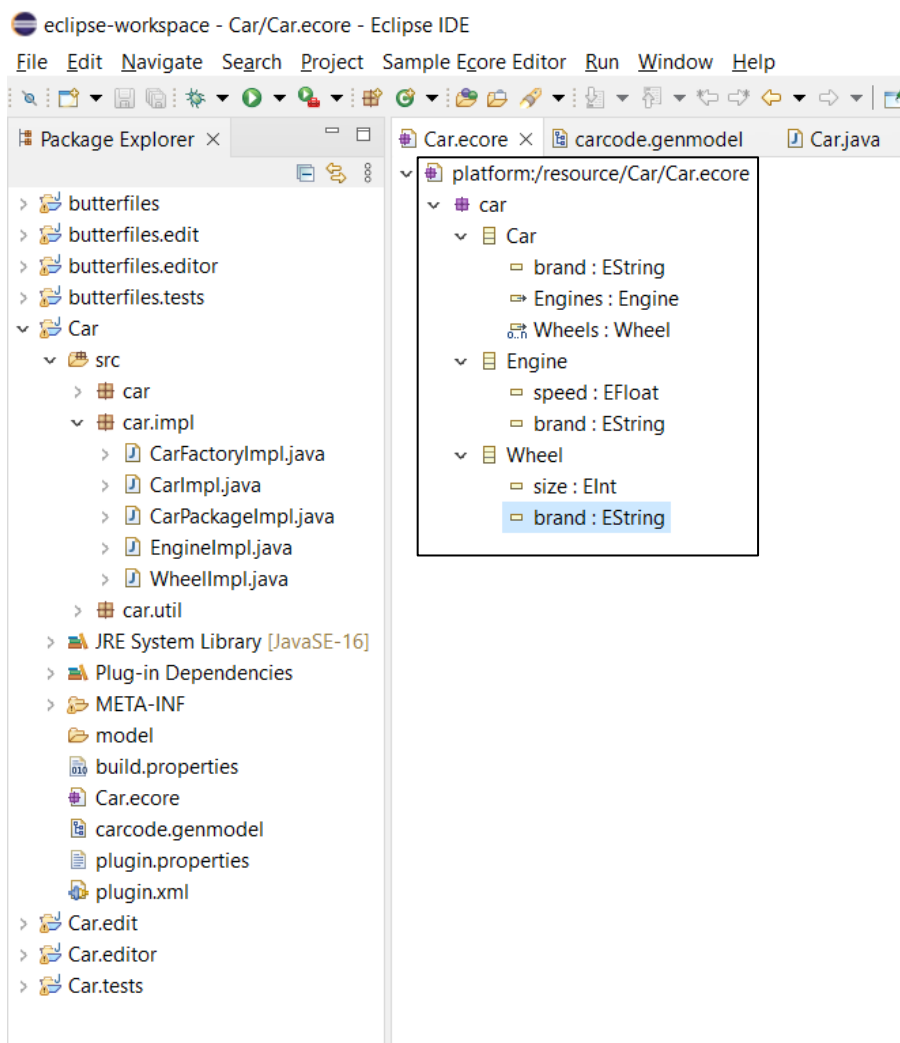 eclipse-workspace - Car/Car.ecore - Eclipse IDE
File Edit Navigate Search Project Sample Ecore Editor Run Window Help
Package Explorer
butterfiles
butterfiles.edit
butterfiles.editor
butterfiles.tests
Car
src
car
car.impl
CarFactoryImpl.java
CarImpl.java
CarPackageImpl.java
EngineImpl.java
WheelImpl.java
car.util
JRE System Library [JavaSE-16]
Plug-in Dependencies
META-INF
model
build.properties
Car.ecore
carcode.genmodel
plugin.properties
plugin.xml
Car.edit
Car.editor
Car.tests
Car.ecore carcode.genmodel Car.java
platform:/resource/Car/Car.ecore
car
Car
brand : EString
Engines : Engine
0..n Wheels : Wheel
Engine
speed : EFloat
brand : EString
Wheel
size : EInt
brand : EString